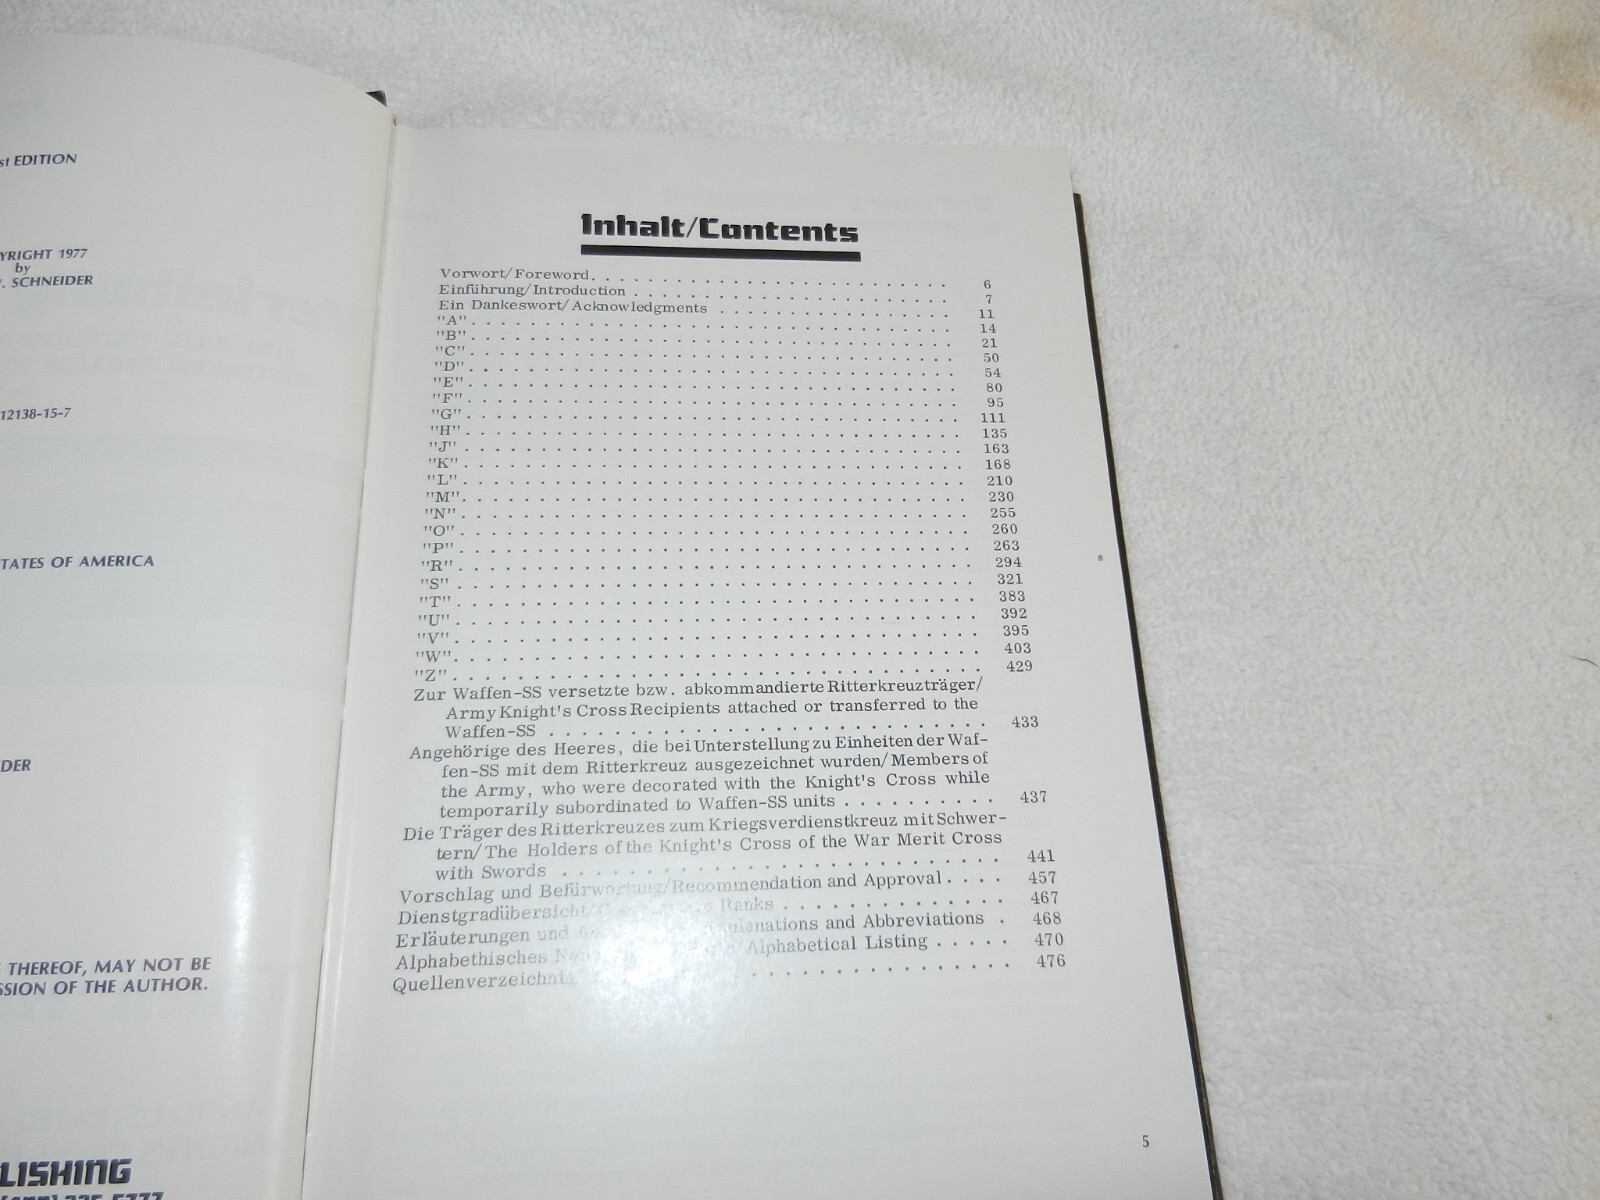 st EDITION
YRIGHT 1977
by
. SCHNEIDER
12138-15-7
TATES OF AMERICA
DER
THEREOF, MAY NOT BE
SSION OF THE AUTHOR.
LISHING
Inhalt/Contents
Vorwort/Foreword. . . . . . . . . . . . . . . . . . . . . . . . 6
Einführung/Introduction . . . . . . . . . . . . . . . . . . . . . 7
Ein Dankeswort/Acknowledgments . . . . . . . . . . . . . . . . 11
"A". . . . . . . . . . . . . . . . . . . . . . . . . . . 14
"B". . . . . . . . . . . . . . . . . . . . . . . . . . . 21
"C". . . . . . . . . . . . . . . . . . . . . . . . . . . 50
"D". . . . . . . . . . . . . . . . . . . . . . . . . . . 54
"E". . . . . . . . . . . . . . . . . . . . . . . . . . . 80
"F". . . . . . . . . . . . . . . . . . . . . . . . . . . 95
"G". . . . . . . . . . . . . . . . . . . . . . . . . . . 111
"H". . . . . . . . . . . . . . . . . . . . . . . . . . . 135
"J" . . . . . . . . . . . . . . . . . . . . . . . . . . . 163
"K". . . . . . . . . . . . . . . . . . . . . . . . . . . 168
"L". . . . . . . . . . . . . . . . . . . . . . . . . . . 210
"M". . . . . . . . . . . . . . . . . . . . . . . . . . . 230
"N". . . . . . . . . . . . . . . . . . . . . . . . . . . 255
"O". . . . . . . . . . . . . . . . . . . . . . . . . . . 260
"P". . . . . . . . . . . . . . . . . . . . . . . . . . . 263
"R". . . . . . . . . . . . . . . . . . . . . . . . . . . 294
"S" . . . . . . . . . . . . . . . . . . . . . . . . . . . 321
"T". . . . . . . . . . . . . . . . . . . . . . . . . . . 383
"U". . . . . . . . . . . . . . . . . . . . . . . . . . . 392
"V". . . . . . . . . . . . . . . . . . . . . . . . . . . 395
"W". . . . . . . . . . . . . . . . . . . . . . . . . . . 403
"Z". . . . . . . . . . . . . . . . . . . . . . . . . . . 429
Zur Waffen-SS versetzte bzw. abkommandierte Ritterkreuzträger/
Army Knight's Cross Recipients attached or transferred to the
Waffen-SS . . . . . . . . . . . . . . . . . . . . . . . 433
Angehörige des Heeres, die bei Unterstellung zu Einheiten der Waf-
fen-SS mit dem Ritterkreuz ausgezeichnet wurden/Members of
the Army, who were decorated with the Knight's Cross while
temporarily subordinated to Waffen-SS units . . . . . . . . . . 437
Die Träger des Ritterkreuzes zum Kriegsverdienstkreuz mit Schwer-
tern/The Holders of the Knight's Cross of the War Merit Cross
with Swords . . . . . . . . . . . . . . . . . . . . . . 441
Vorschlag und Befürwortung/Recommendation and Approval. . . . 457
Dienstgradübersicht/ Ranks . . . . . . . . . . . . . 467
Erläuterungen und and Abbreviations . 468
Alphabethisches /Alphabetical Listing . . . . . 470
Quellenverzeichnis . . . . . . . . . . . . . . . 476
5